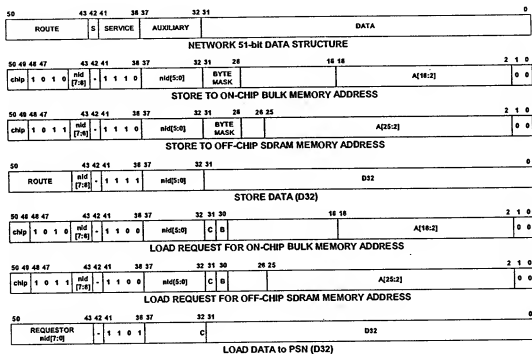 50 43 42 41 38 37 32 31 0
ROUTE S SERVICE AUXILIARY DATA
NETWORK 51-bit DATA STRUCTURE
50 49 48 47 43 42 41 38 37 32 31 28 18 18 2 1 0
chip 1 0 1 0 nid [7:6] - 1 1 1 0 nid[5:0] BYTE MASK A[18:2] 0 0
STORE TO ON-CHIP BULK MEMORY ADDRESS
50 49 48 47 43 42 41 38 37 32 31 28 26 25 2 1 0
chip 1 0 1 1 nid [7:6] - 1 1 1 0 nid[5:0] BYTE MASK A[25:2] 0 0
STORE TO OFF-CHIP SDRAM MEMORY ADDRESS
50 43 42 41 38 37 32 31 0
ROUTE nid [7:6] - 1 1 1 1 nid[5:0] D32
STORE DATA (D32)
50 48 48 47 43 42 41 38 37 32 31 30 18 18 2 1 0
chip 1 0 1 0 nid [7:6] - 1 1 0 0 nid[5:0] C B A[18:2] 0 0
LOAD REQUEST FOR ON-CHIP BULK MEMORY ADDRESS
50 49 48 47 43 42 41 38 37 32 31 30 26 25 2 1 0
chip 1 0 1 1 nid [7:6] - 1 1 0 0 nid[5:0] C B A[25:2] 0 0
LOAD REQUEST FOR OFF-CHIP SDRAM MEMORY ADDRESS
50 43 42 41 38 37 32 31 0
REQUESTOR nid[7:0] - 1 1 0 1 C D32
LOAD DATA to PSN (D32)